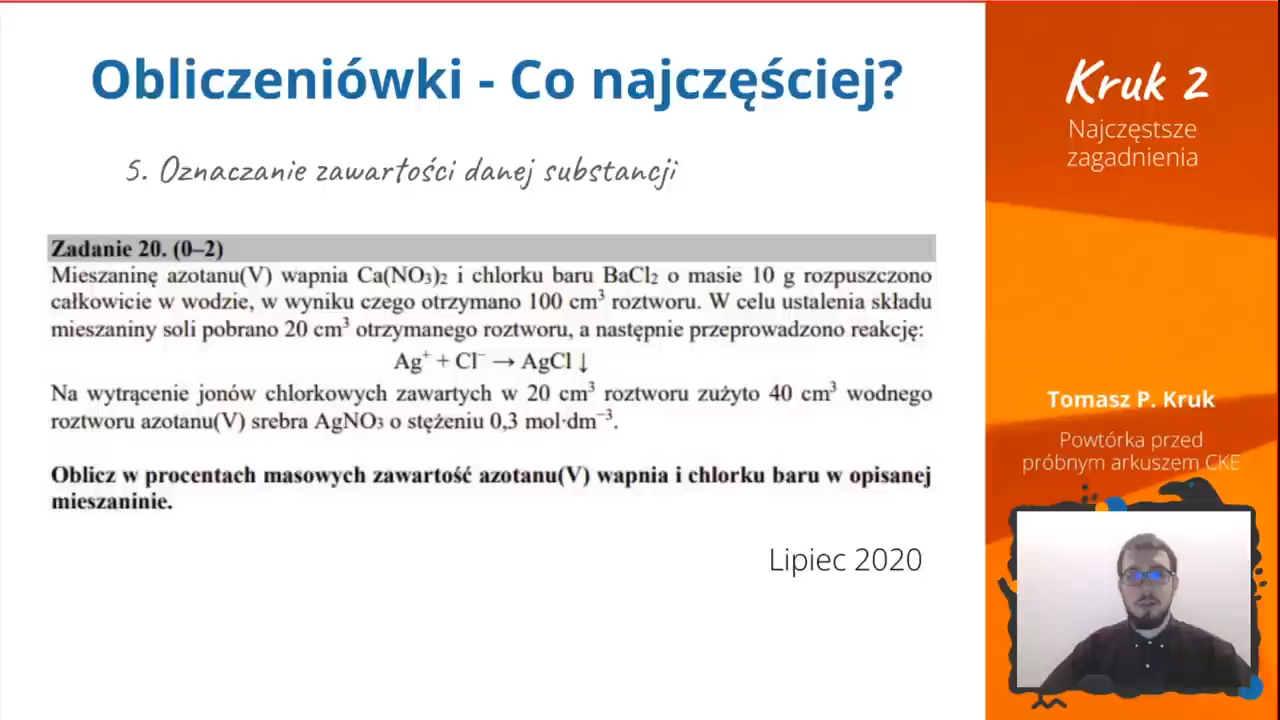 Obliczeniówki - Co najczęściej?
5. Oznaczanie zawartości danej substancji
Zadanie 20. (0–2)
Mieszaninę azotanu(V) wapnia Ca(NO₃)₂ i chlorku baru BaCl₂ o masie 10 g rozpuszczono
całkowicie w wodzie, w wyniku czego otrzymano 100 cm³ roztworu. W celu ustalenia składu
mieszaniny soli pobrano 20 cm³ otrzymanego roztworu, a następnie przeprowadzono reakcję:
Ag⁺ + Cl⁻ → AgCl ↓
Na wytrącenie jonów chlorkowych zawartych w 20 cm³ roztworu zużyto 40 cm³ wodnego
roztworu azotanu(V) srebra AgNO₃ o stężeniu 0,3 mol·dm⁻³.
Oblicz w procentach masowych zawartość azotanu(V) wapnia i chlorku baru w opisanej
mieszaninie.
Lipiec 2020
Kruk 2
Najczęstsze
zagadnienia
Tomasz P. Kruk
Powtórka przed
próbnym arkuszem CKE